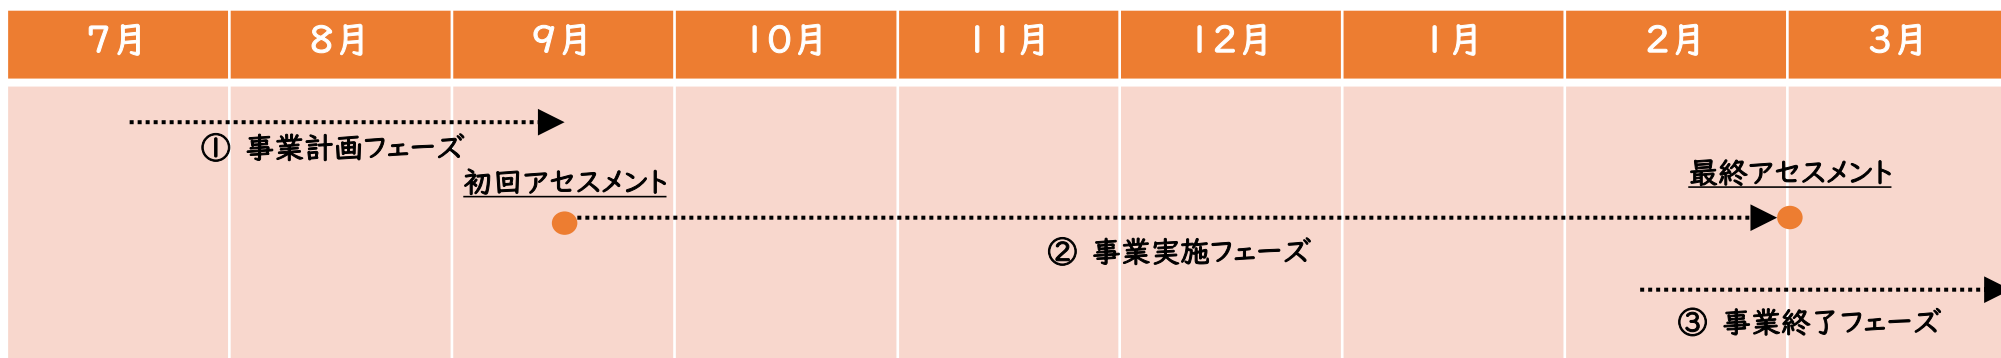 7月 8月 9月 10月 11月 12月 1月 2月 3月
① 事業計画フェーズ
初回アセスメント
最終アセスメント
② 事業実施フェーズ
③ 事業終了フェーズ